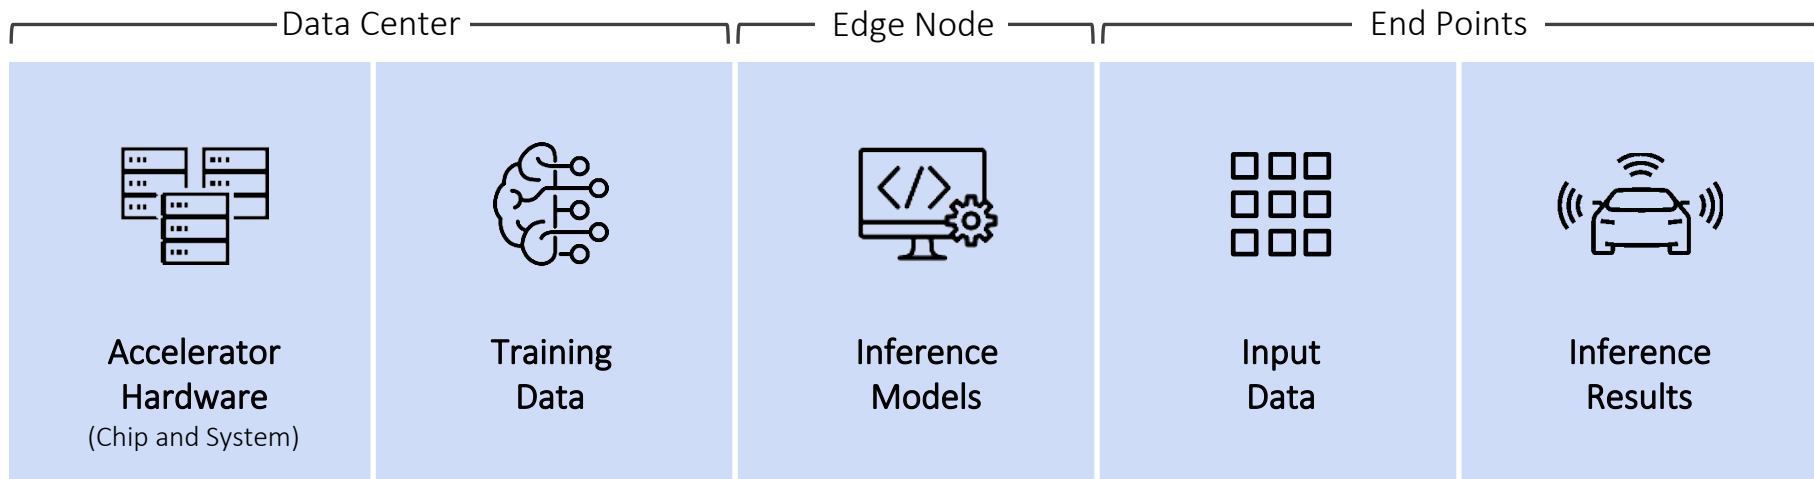 Data Center
Edge Node
End Points
Accelerator
Hardware
(Chip and System)
Training
Data
Inference
Models
Input
Data
Inference
Results